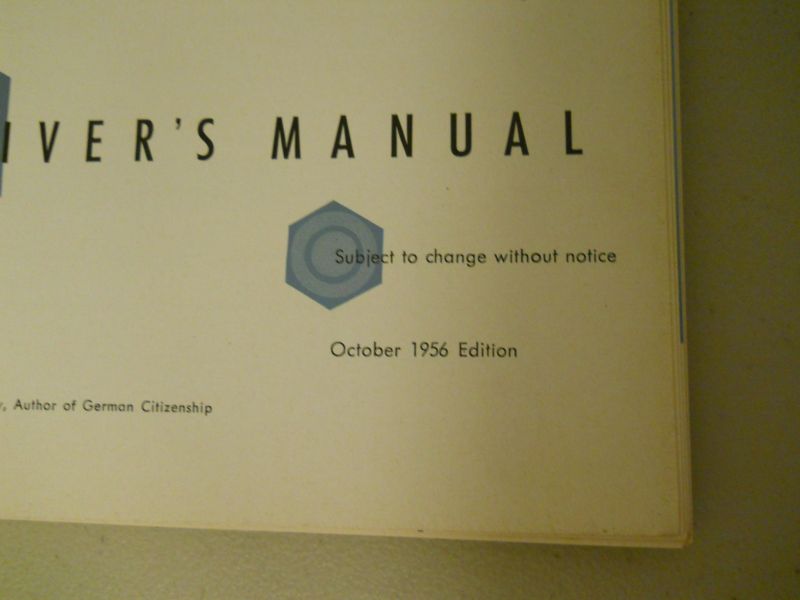 IVER'S MANUAL
Subject to change without notice
October 1956 Edition
, Author of German Citizenship